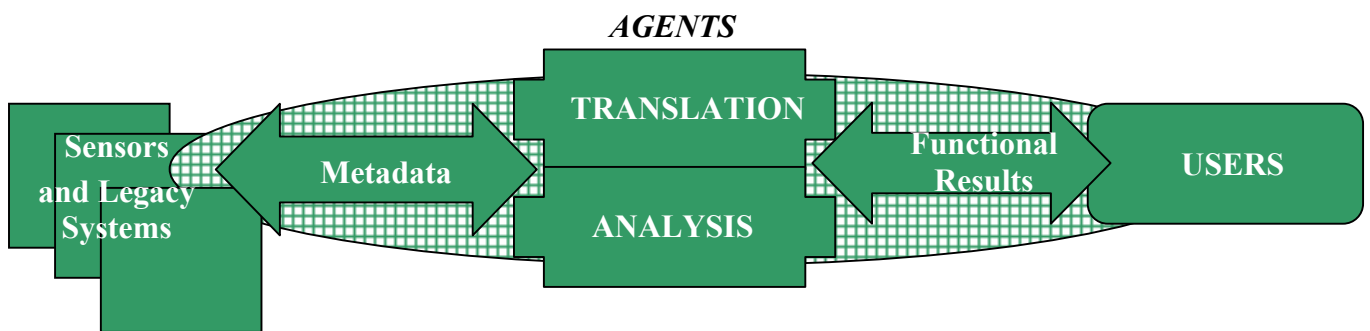 AGENTS
TRANSLATION
Sensors
and Legacy
Systems
Metadata
Functional
Results
USERS
ANALYSIS